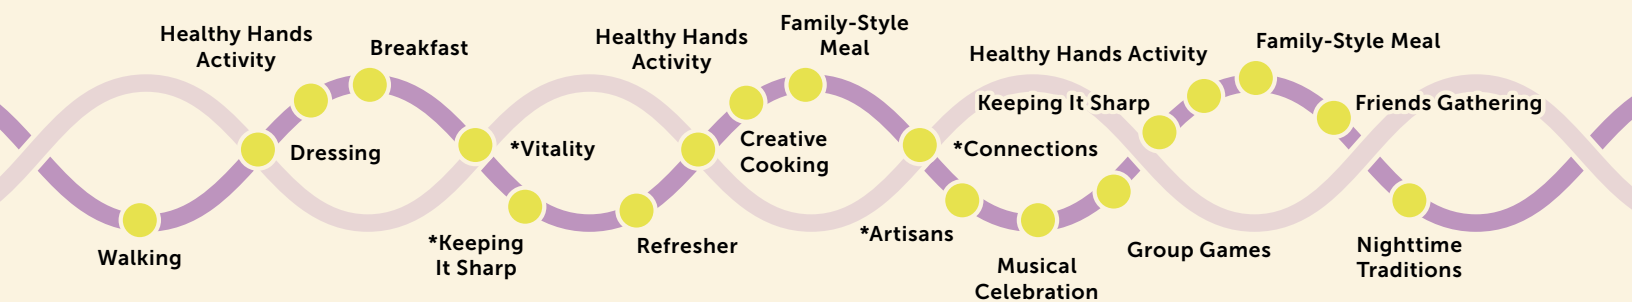 Walking
Dressing
Healthy Hands
Activity
Breakfast
*Vitality
*Keeping
It Sharp
Refresher
Healthy Hands
Activity
Creative
Cooking
Family-Style
Meal
*Connections
*Artisans
Musical
Celebration
Group Games
Keeping It Sharp
Healthy Hands Activity
Family-Style Meal
Friends Gathering
Nighttime
Traditions